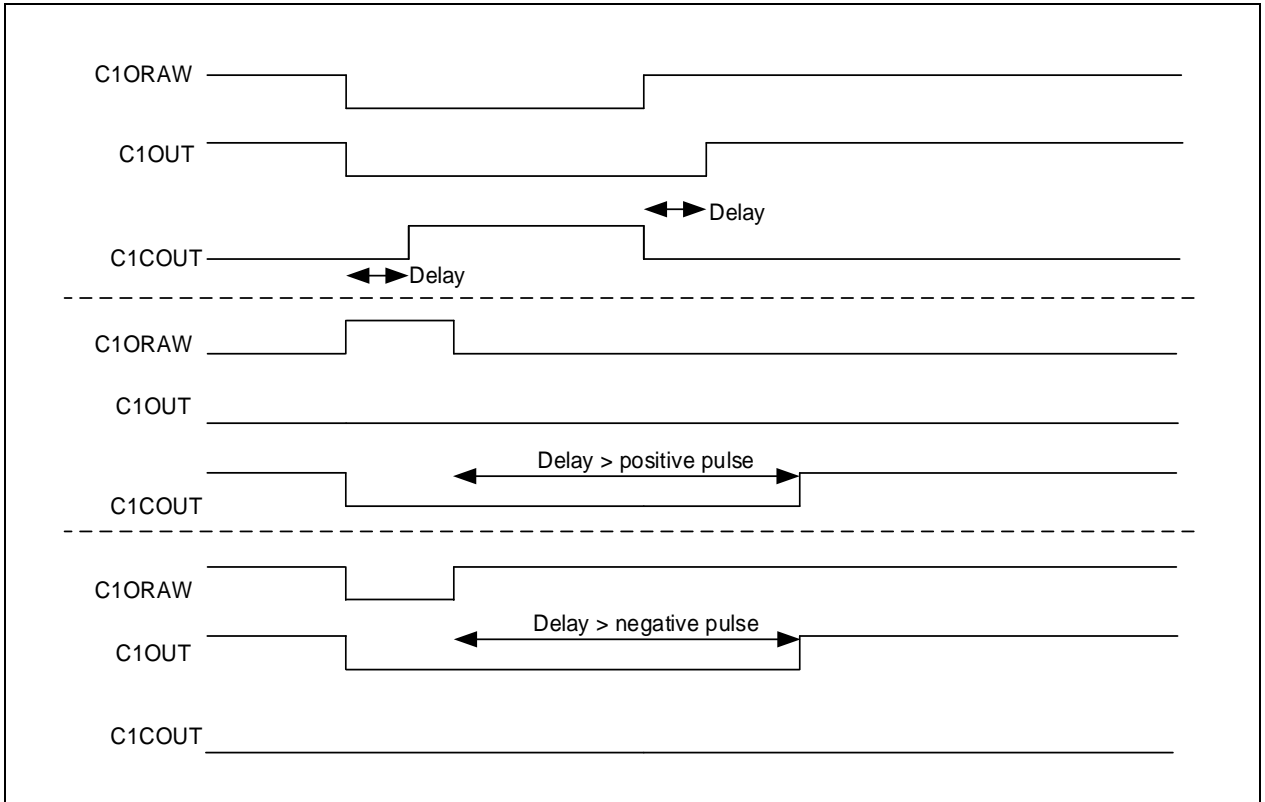 C1ORAW
C1OUT
Delay
C1COUT
Delay
C1ORAW
C1OUT
Delay > positive pulse
C1COUT
C1ORAW
Delay > negative pulse
C1OUT
C1COUT